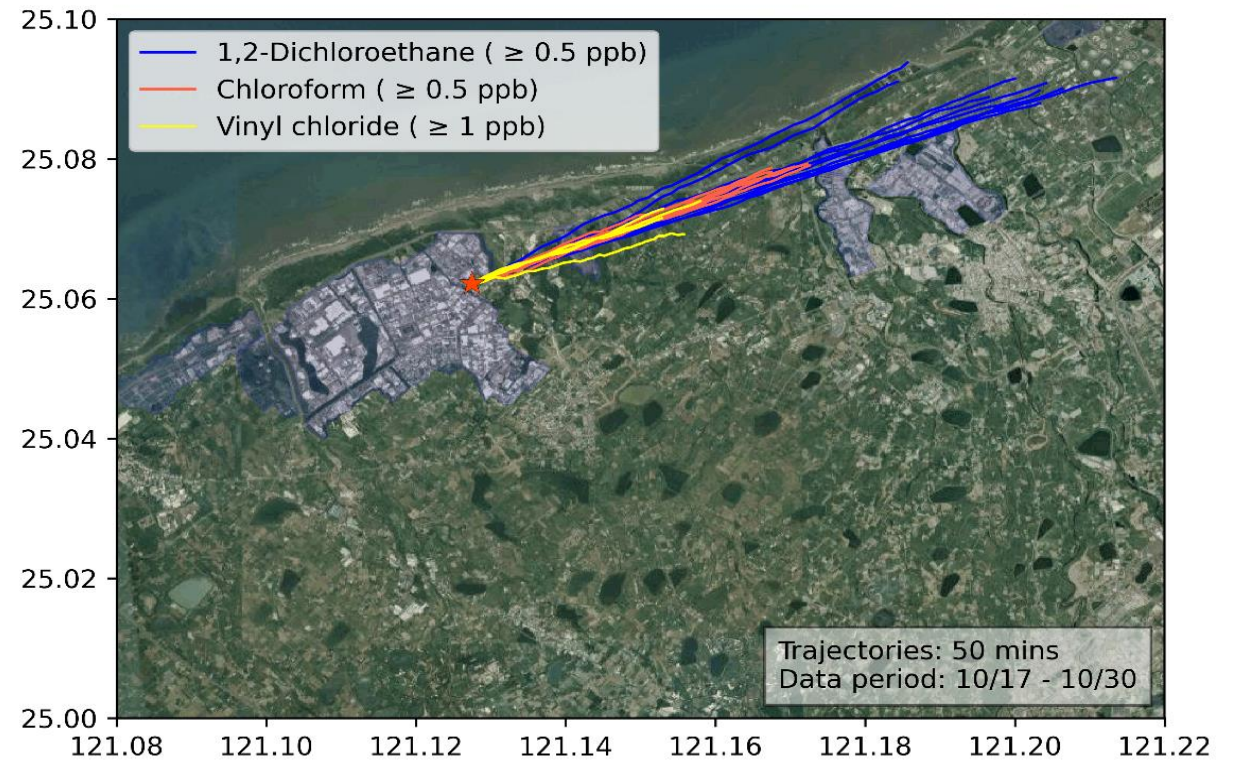 25.10
25.08
25.06
25.04
25.02
25.00
1,2-Dichloroethane ( ≥ 0.5 ppb)
Chloroform ( ≥ 0.5 ppb)
Vinyl chloride ( ≥ 1 ppb)
Trajectories: 50 mins
Data period: 10/17 - 10/30
121.08 121.10 121.12 121.14 121.16 121.18 121.20 121.22